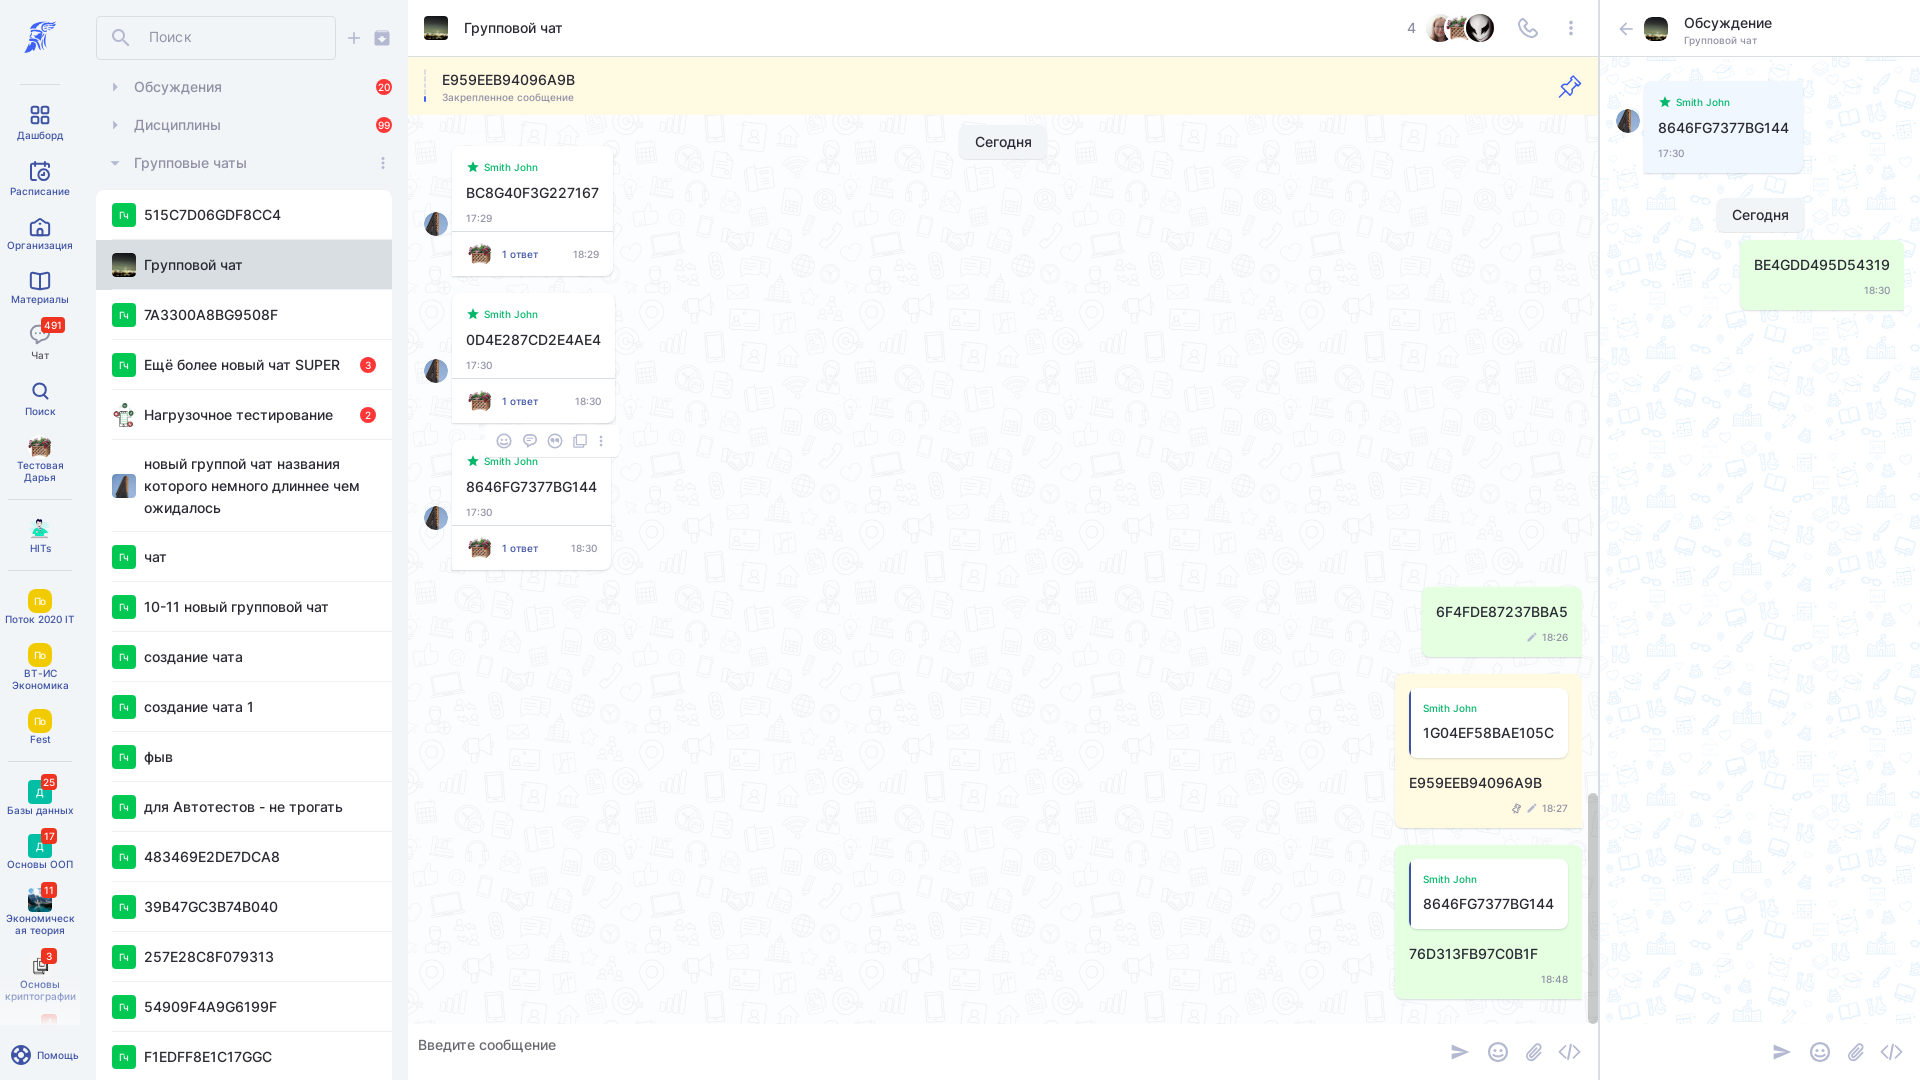 Дашборд
Расписание
Организация
Материалы
491
Чат
Поиск
Тестовая
Дарья
HITs
По
Поток 2020 IT
По
ВТ-ИС
Экономика
По
Fest
25
Д
Базы данных
17
Д
Основы ООП
11
Экономическ
ая теория
3
Основы
криптографии
Помощь
Поиск
Обсуждения
20
Дисциплины
99
Групповые чаты
Гч 515C7D06GDF8CC4
Групповой чат
Гч 7A3300A8BG9508F
Гч Ещё более новый чат SUPER 3
Нагрузочное тестирование 2
новый группой чат названия
которого немного длиннее чем
ожидалось
Гч чат
Гч 10-11 новый групповой чат
Гч создание чата
Гч создание чата 1
Гч фыв
Гч для Автотестов - не трогать
Гч 483469E2DE7DCA8
Гч 39B47GC3B74B040
Гч 257E28C8F079313
Гч 54909F4A9G6199F
Гч F1EDFF8E1C17GGC
Групповой чат
4
E959EEB94096A9B
Закрепленное сообщение
Сегодня
Smith John
BC8G40F3G227167
17:29
1 ответ 18:29
Smith John
0D4E287CD2E4AE4
17:30
1 ответ 18:30
Smith John
8646FG7377BG144
17:30
1 ответ 18:30
6F4FDE87237BBA5
18:26
Smith John
1G04EF58BAE105C
E959EEB94096A9B
18:27
Smith John
8646FG7377BG144
76D313FB97C0B1F
18:48
Введите сообщение
Обсуждение
Групповой чат
Smith John
8646FG7377BG144
17:30
Сегодня
BE4GDD495D54319
18:30